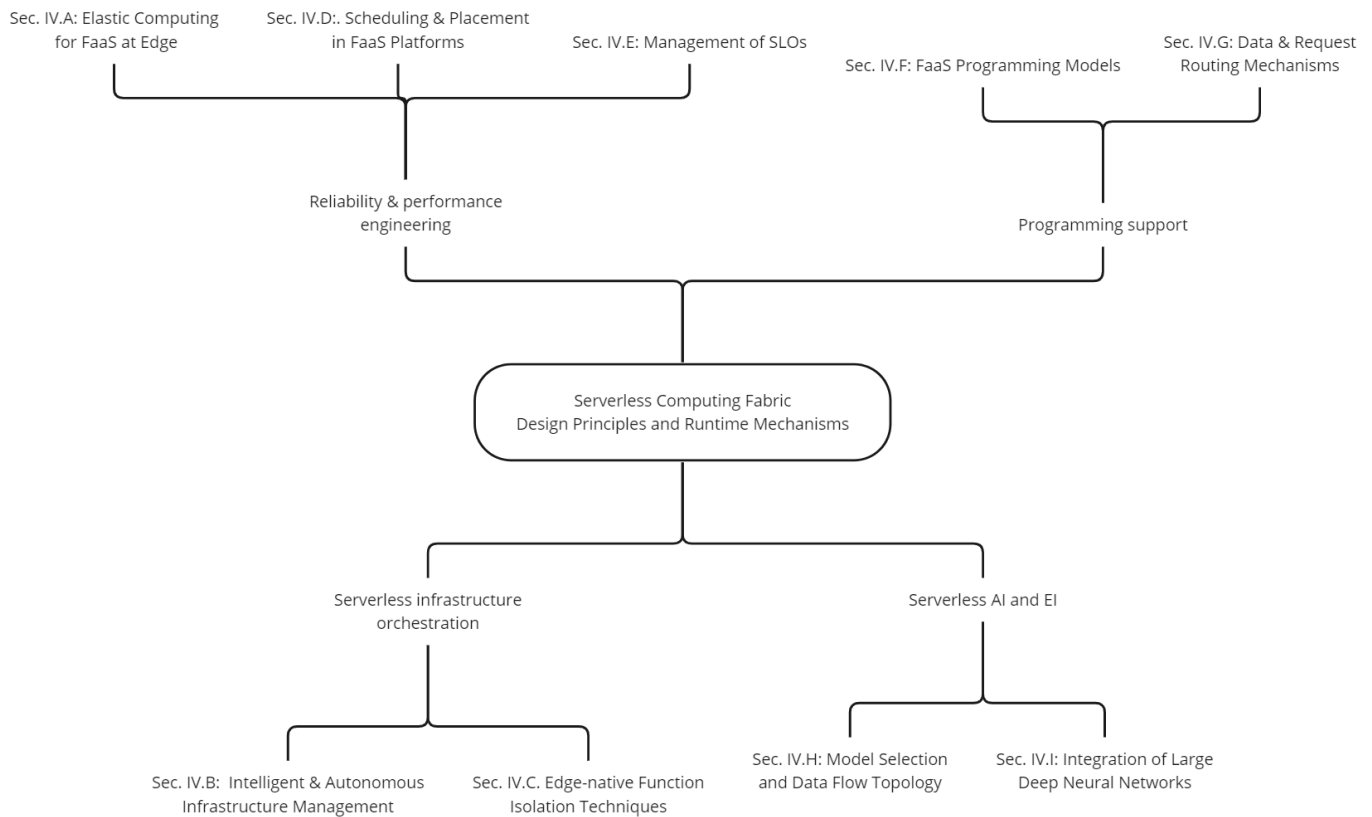 Sec. IV.A: Elastic Computing
for FaaS at Edge
Sec. IV.D:. Scheduling & Placement
in FaaS Platforms
Sec. IV.E: Management of SLOs
Sec. IV.F: FaaS Programming Models
Sec. IV.G: Data & Request
Routing Mechanisms
Reliability & performance
engineering
Programming support
Serverless Computing Fabric
Design Principles and Runtime Mechanisms
Serverless infrastructure
orchestration
Serverless AI and EI
Sec. IV.B:  Intelligent & Autonomous
Infrastructure Management
Sec. IV.C. Edge-native Function
Isolation Techniques
Sec. IV.H: Model Selection
and Data Flow Topology
Sec. IV.I: Integration of Large
Deep Neural Networks